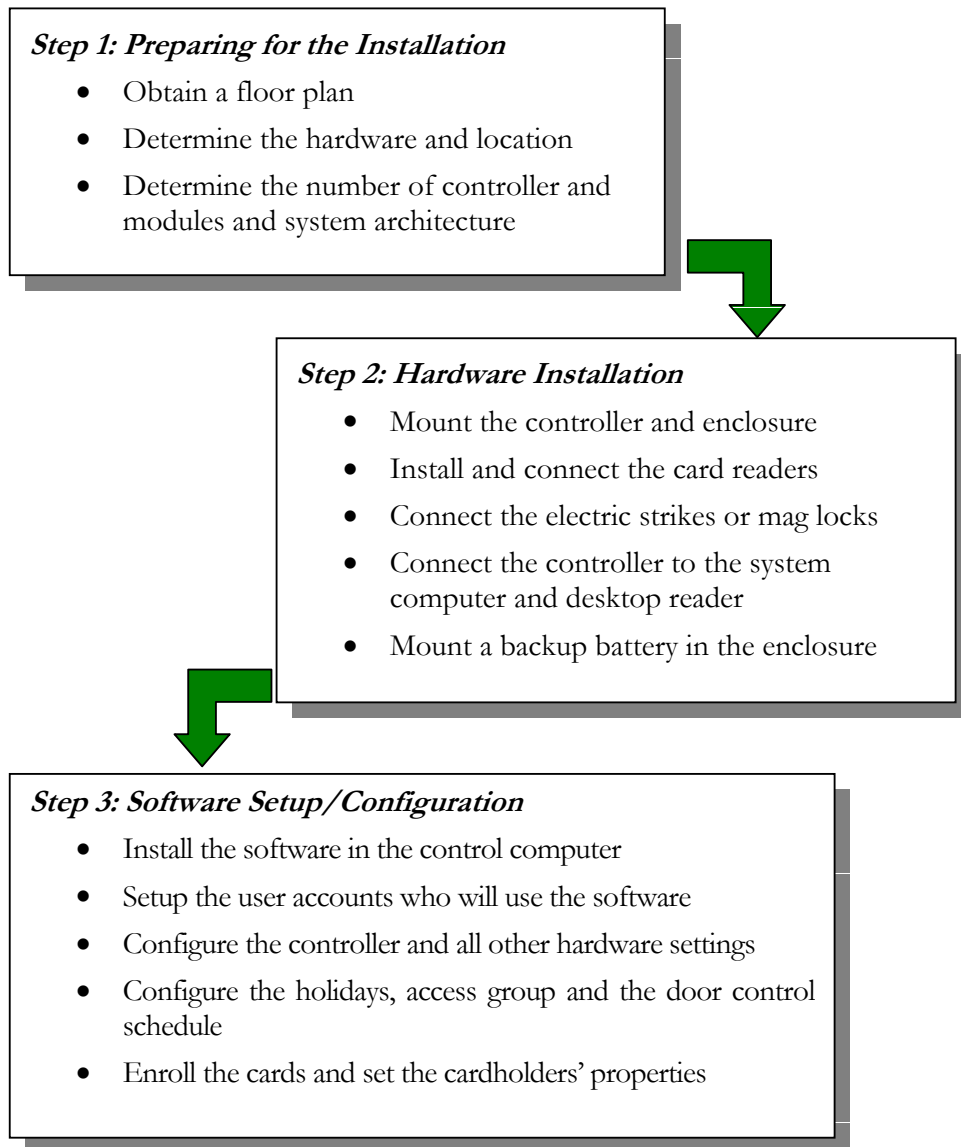 Step 1: Preparing for the Installation
• Obtain a floor plan
• Determine the hardware and location
• Determine the number of controller and
modules and system architecture
Step 2: Hardware Installation
• Mount the controller and enclosure
• Install and connect the card readers
• Connect the electric strikes or mag locks
• Connect the controller to the system
computer and desktop reader
• Mount a backup battery in the enclosure
Step 3: Software Setup/Configuration
• Install the software in the control computer
• Setup the user accounts who will use the software
• Configure the controller and all other hardware settings
• Configure the holidays, access group and the door control
schedule
• Enroll the cards and set the cardholders’ properties